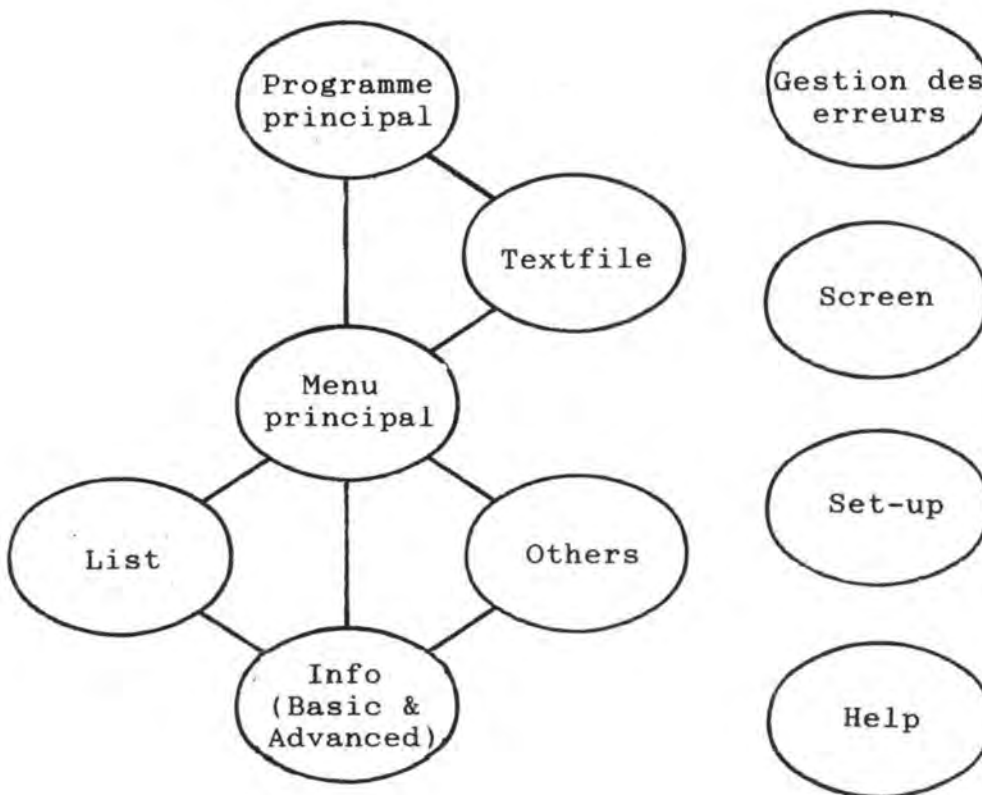 Programme
principal
Gestion des
erreurs
Textfile
Screen
Menu
principal
List
Others
Set-up
Info
(Basic &
Advanced)
Help